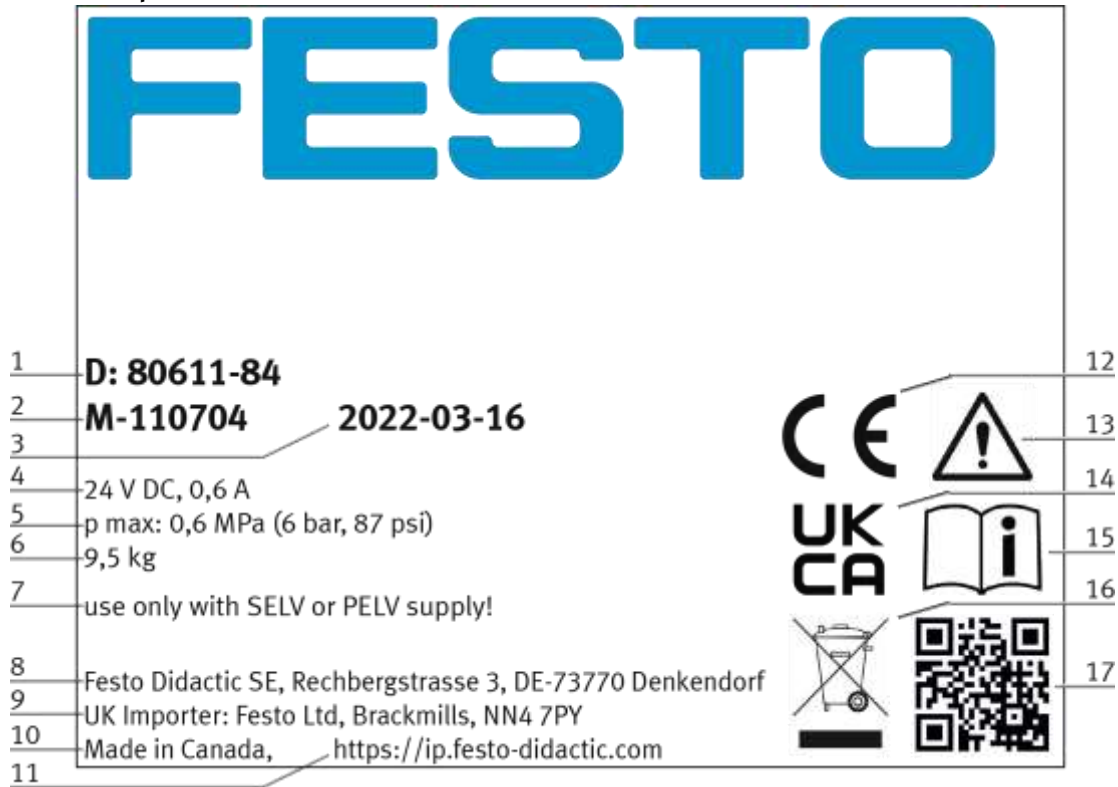 FESTO
1
D: 80611-84
2
M-110704 2022-03-16
3
4
24 V DC, 0,6 A
5
p max: 0,6 MPa (6 bar, 87 psi)
6
9,5 kg
7
use only with SELV or PELV supply!
8
Festo Didactic SE, Rechbergstrasse 3, DE-73770 Denkendorf
9
UK Importer: Festo Ltd, Brackmills, NN4 7PY
10
Made in Canada, https://ip.festo-didactic.com
11
12
CE
13
14
UK
CA
15
i
16
17